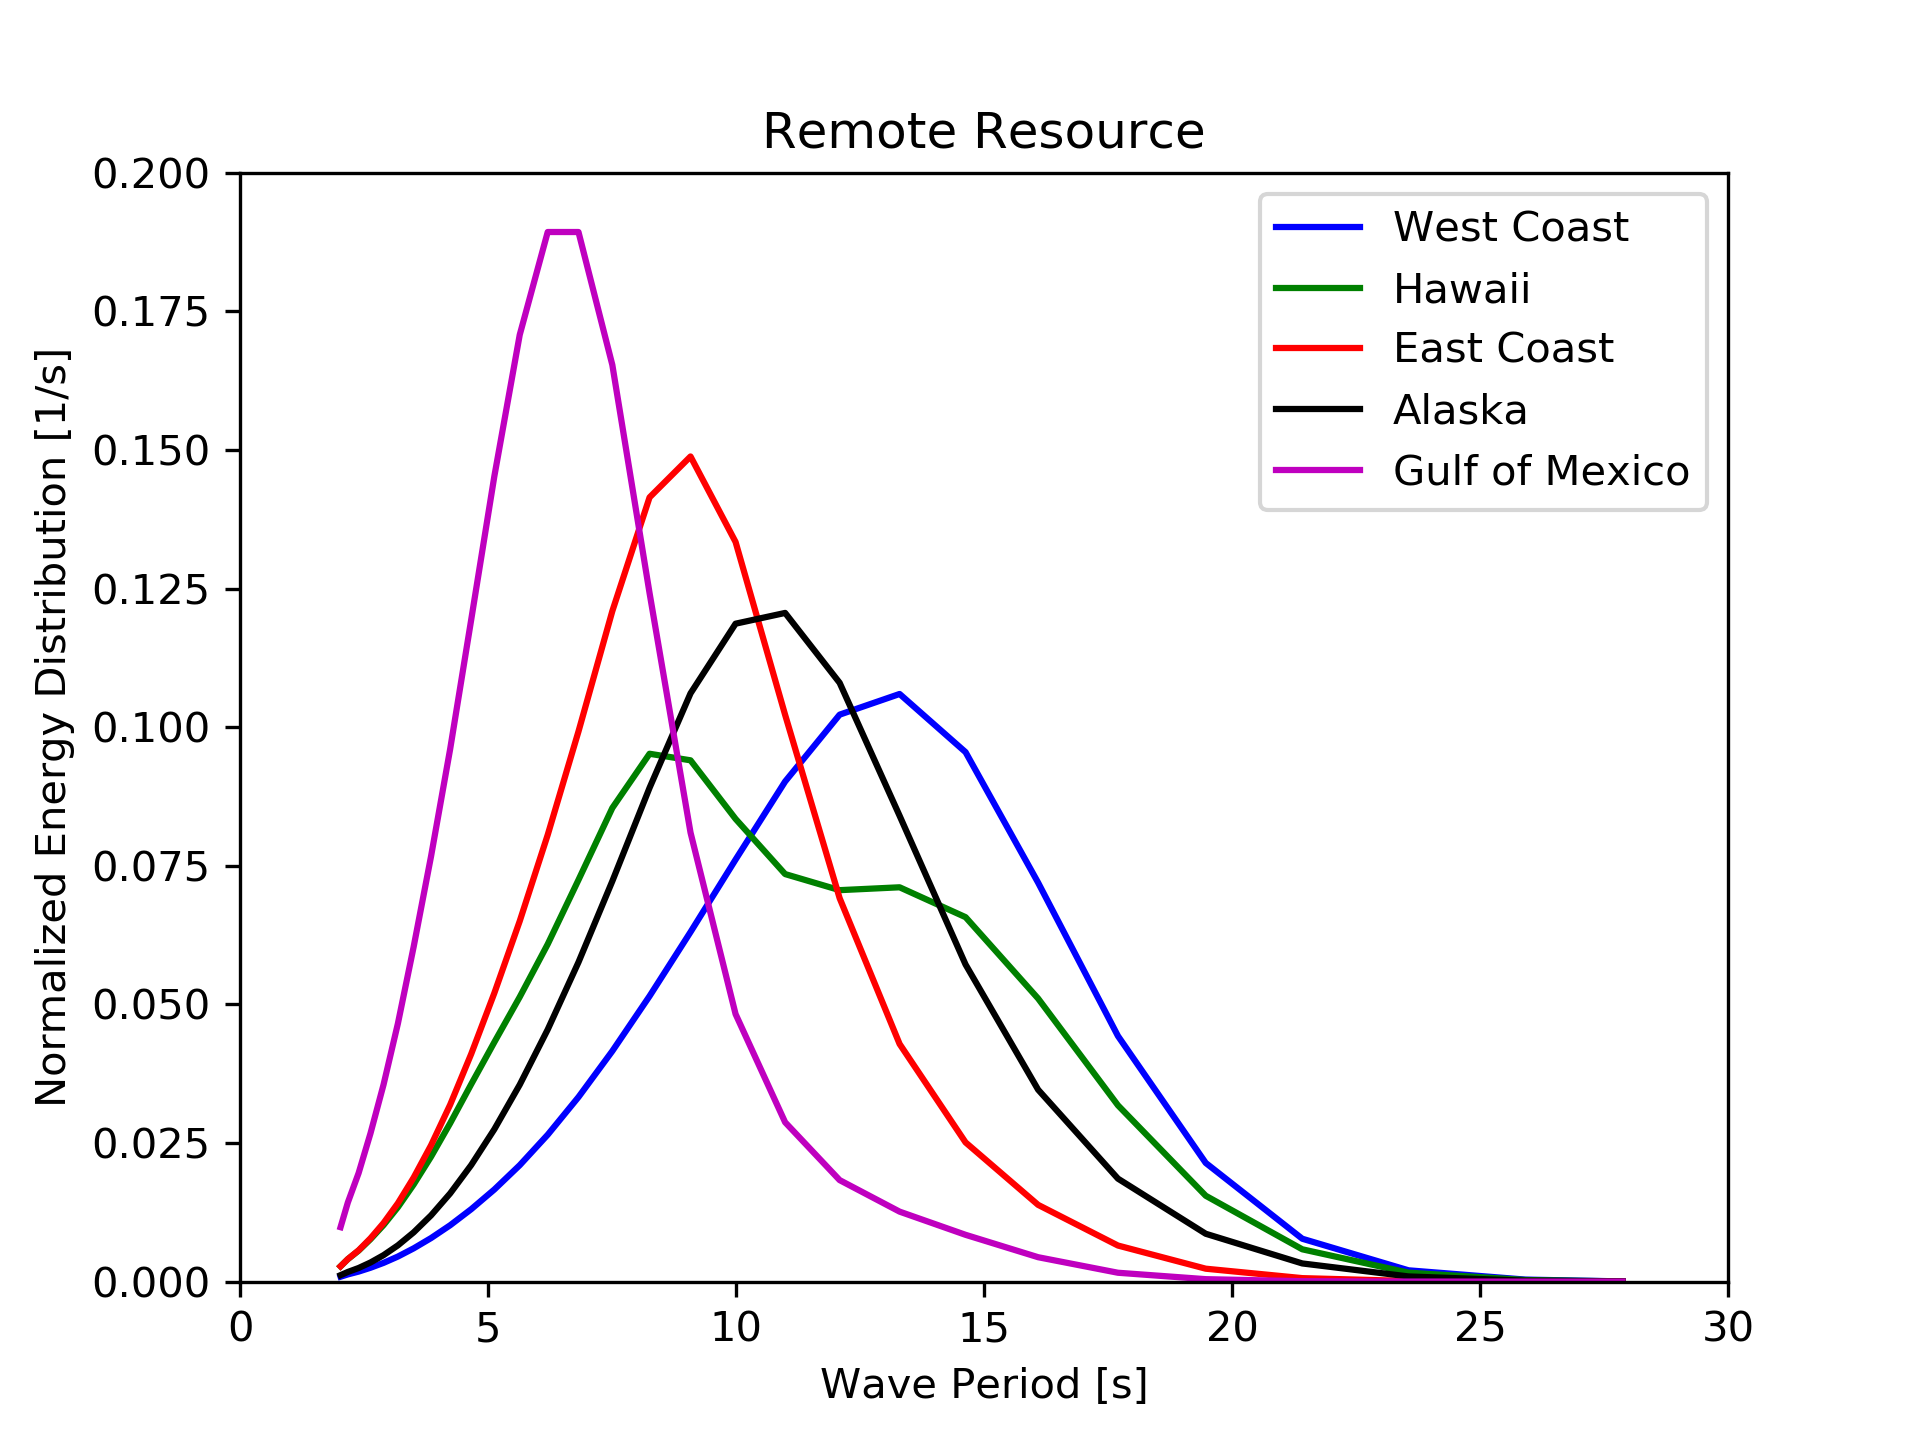 Remote Resource
0.200
0.175
0.150
0.125
0.100
0.075
0.050
0.025
0.000
Normalized Energy Distribution [1/s]
West Coast
Hawaii
East Coast
Alaska
Gulf of Mexico
0 5 10 15 20 25 30
Wave Period [s]